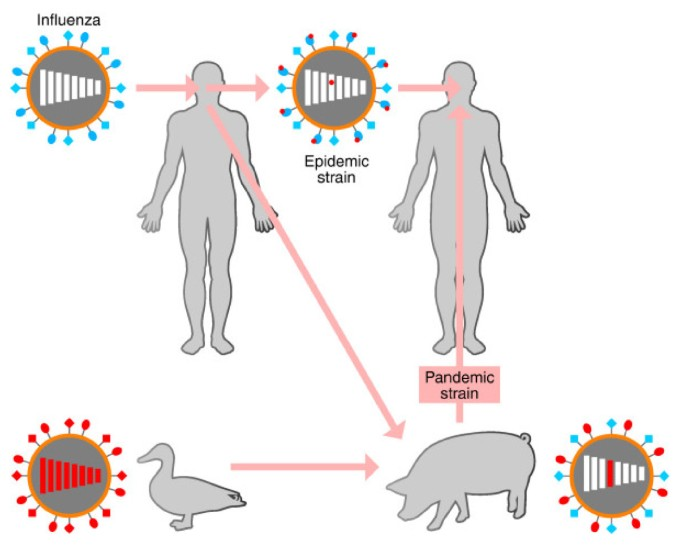 Influenza
Epidemic
strain
Pandemic
strain